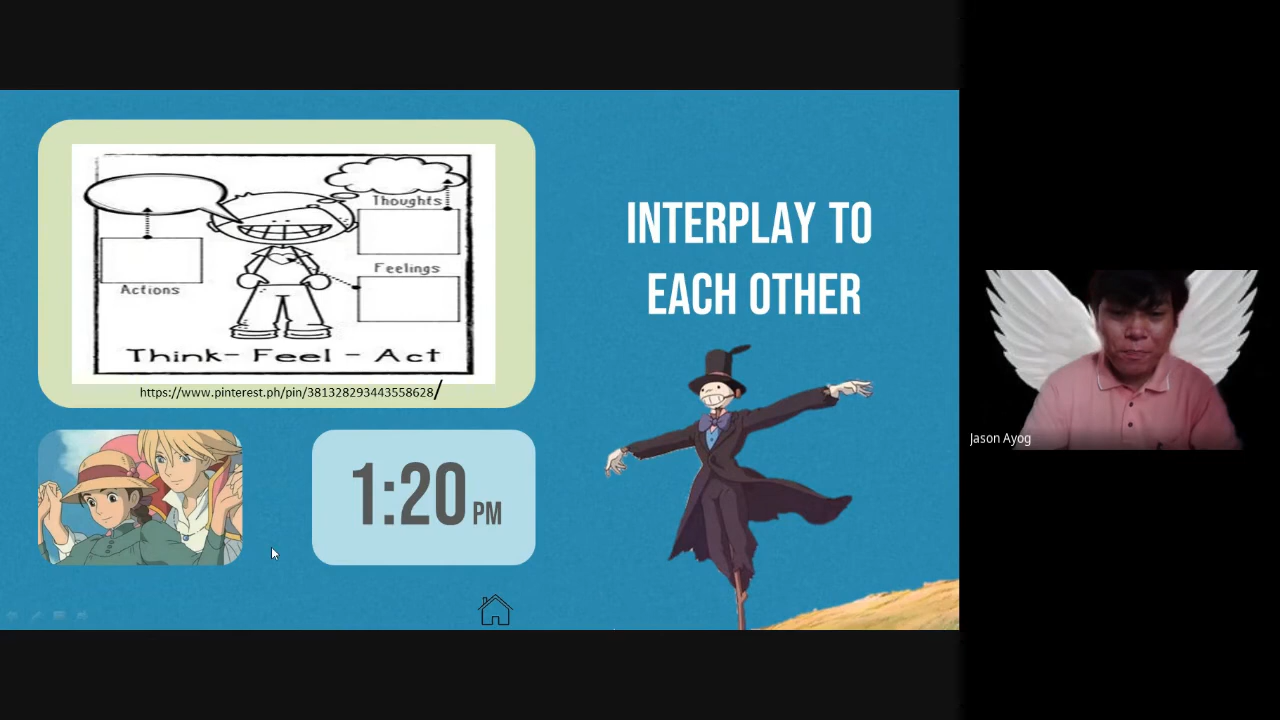 Thoughts
Feelings
Actions
Think- Feel - Act
https://www.pinterest.ph/pin/381328293443558628/
1:20 PM
INTERPLAY TO
EACH OTHER
Jason Ayog